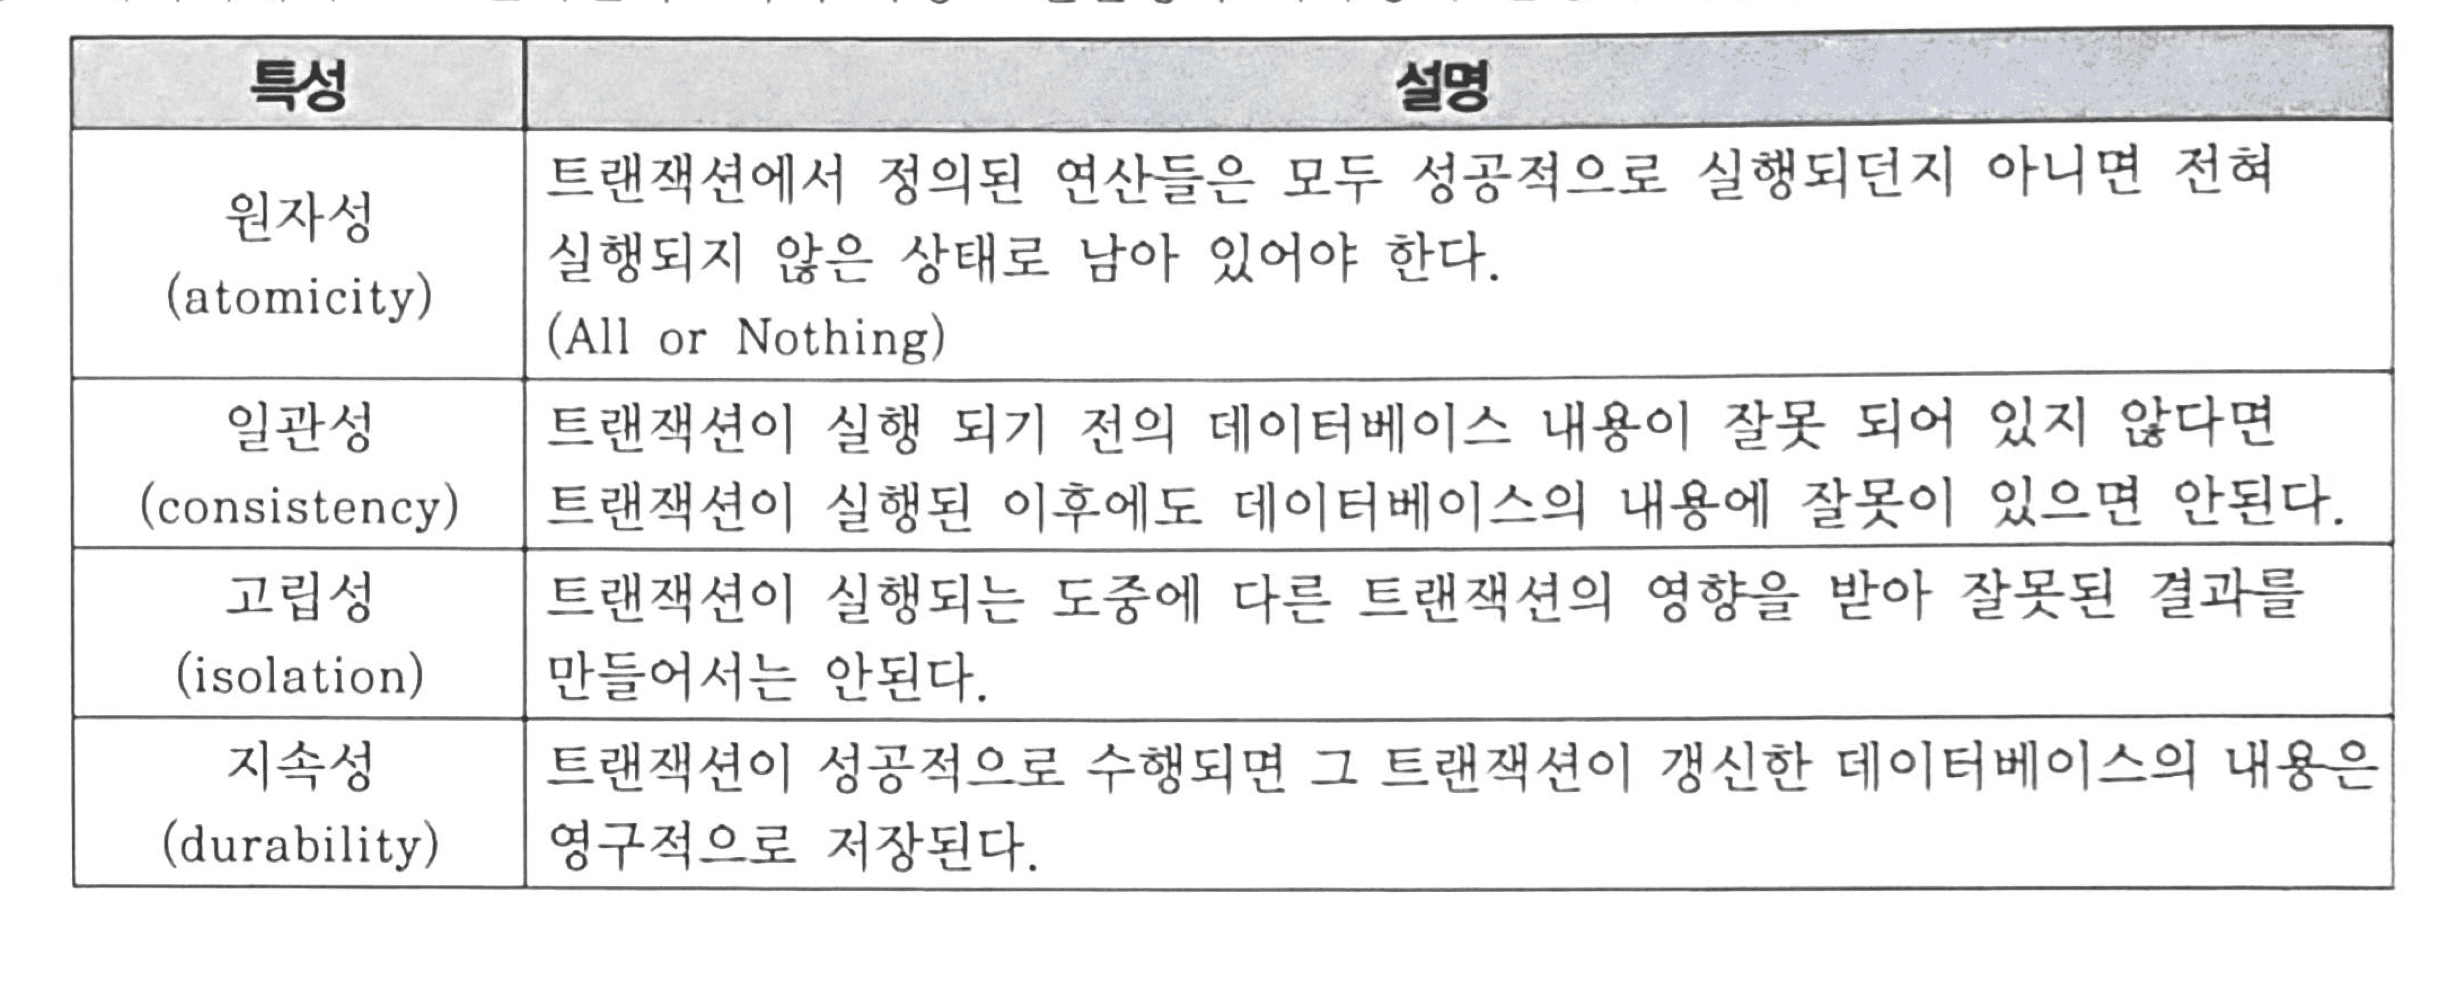 특성
설명
원자성
(atomicity)
트랜잭션에서 정의된 연산들은 모두 성공적으로 실행되던지 아니면 전혀
실행되지 않은 상태로 남아 있어야 한다.
(All or Nothing)
일관성
(consistency)
트랜잭션이 실행 되기 전의 데이터베이스 내용이 잘못 되어 있지 않다면
트랜잭션이 실행된 이후에도 데이터베이스의 내용에 잘못이 있으면 안된다.
고립성
(isolation)
트랜잭션이 실행되는 도중에 다른 트랜잭션의 영향을 받아 잘못된 결과를
만들어서는 안된다.
지속성
(durability)
트랜잭션이 성공적으로 수행되면 그 트랜잭션이 갱신한 데이터베이스의 내용은
영구적으로 저장된다.